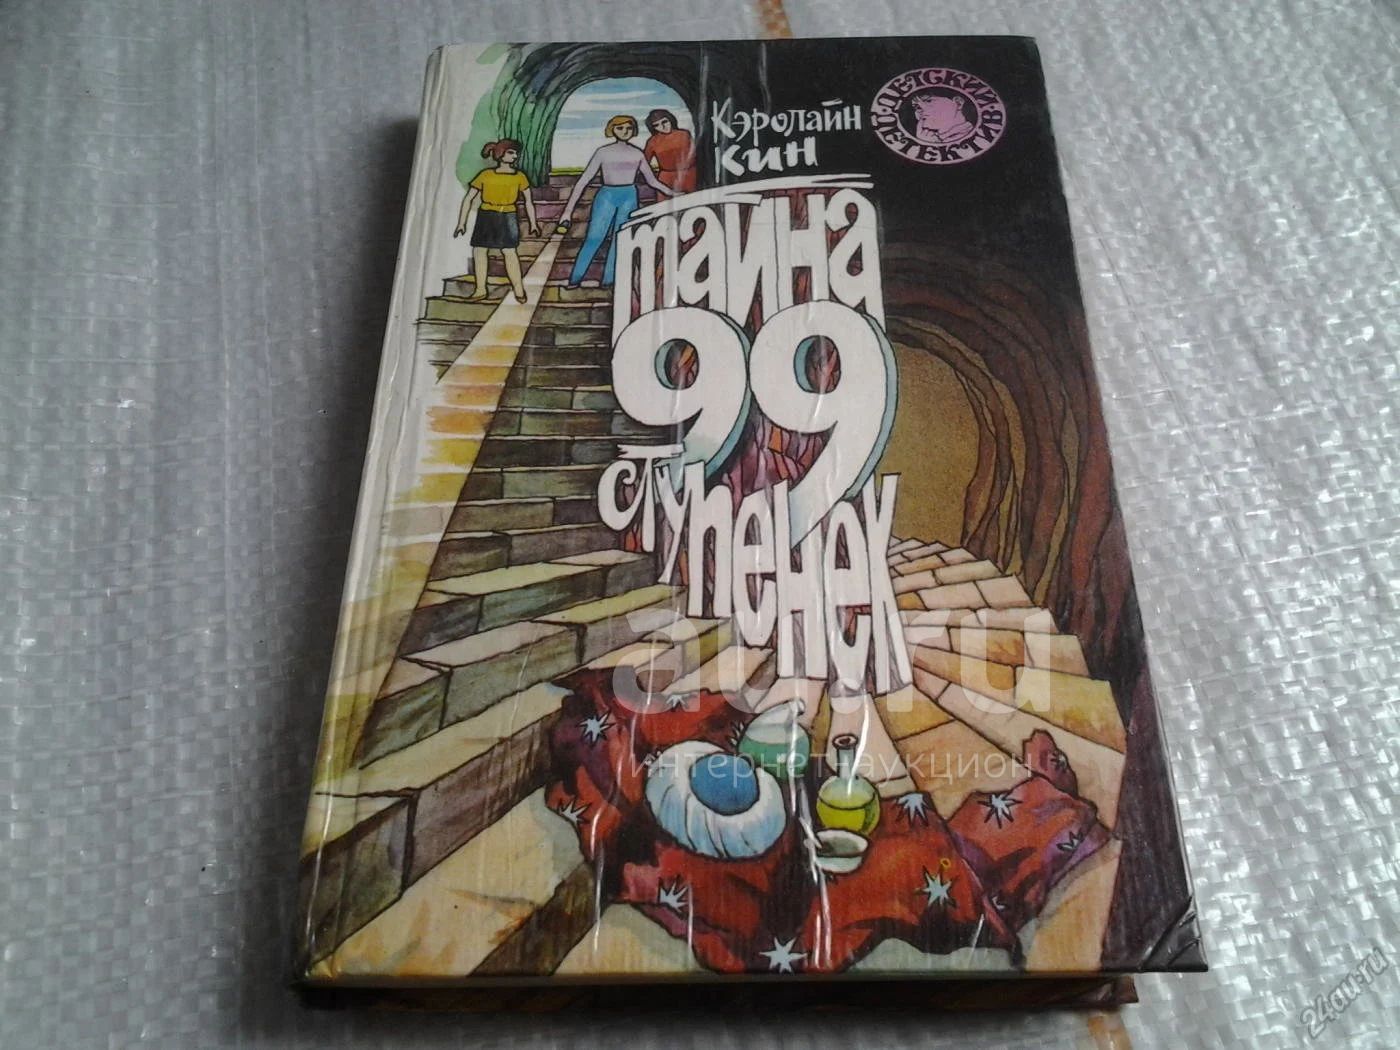 Кэролайн
Кин
ДЕТСКИЙ
ДЕТЕКТИВ
тайна
99
ступенек
au.ru
интернет-аукцион
24au.ru